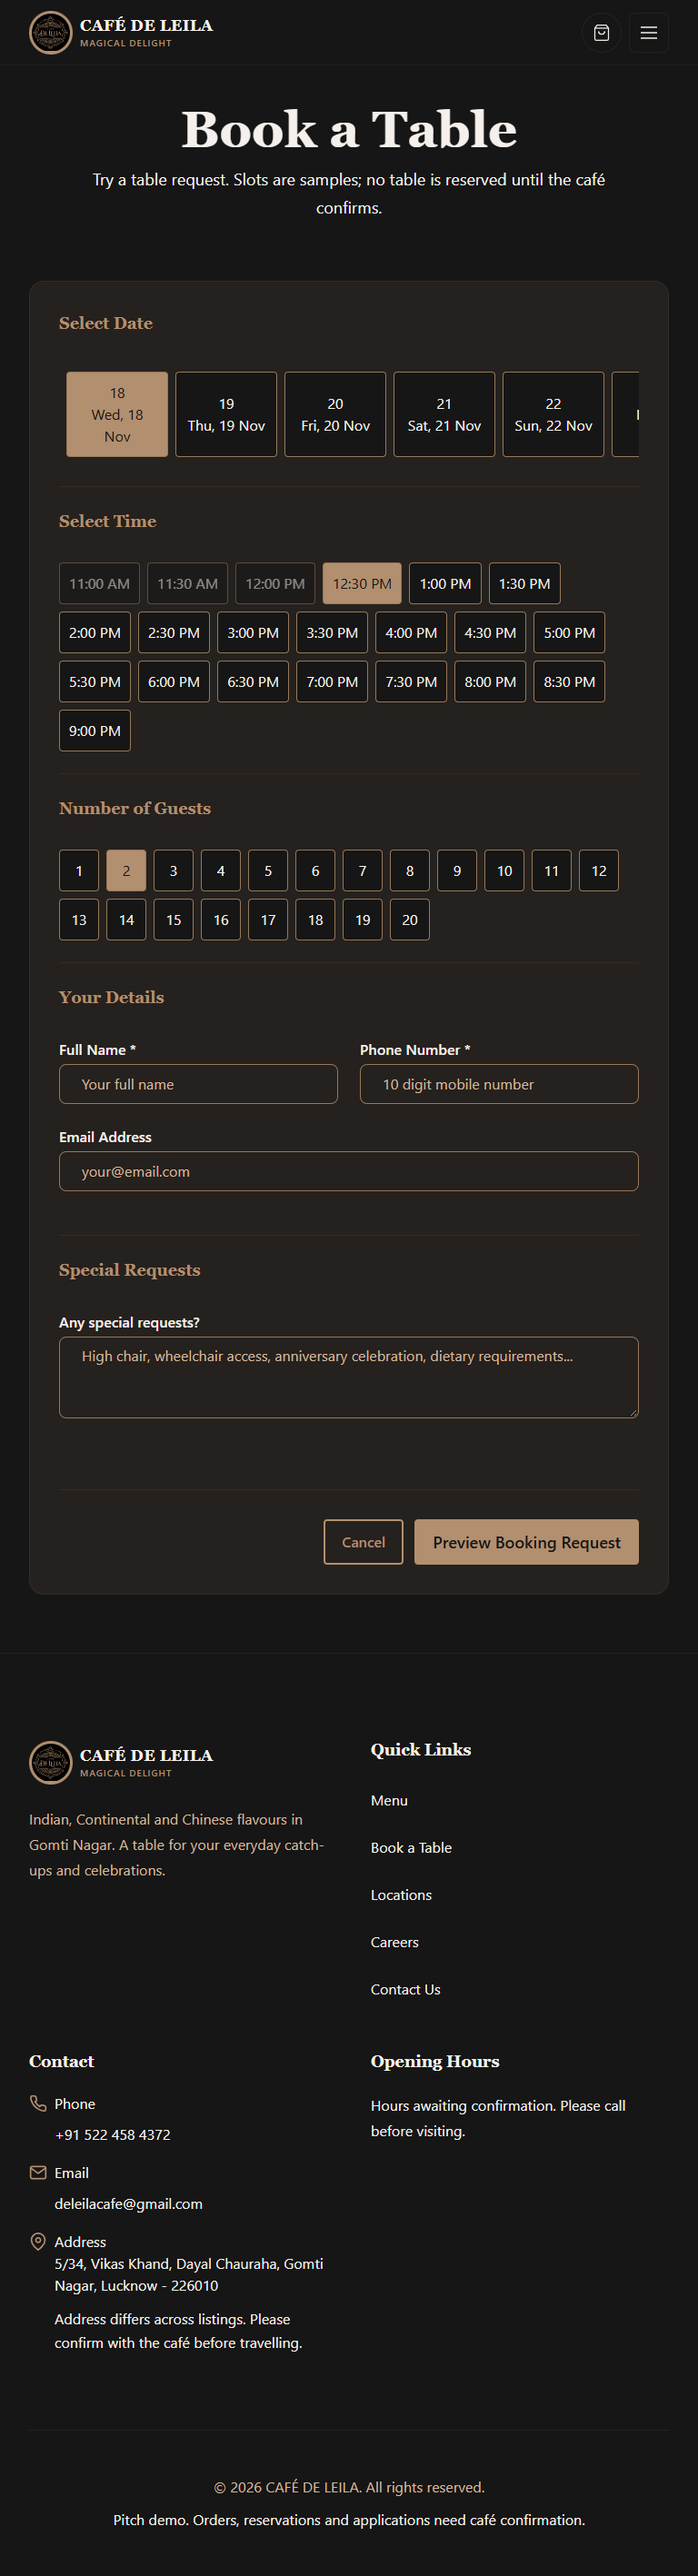 DE LEILA
CAFÉ DE LEILA
MAGICAL DELIGHT
Book a Table
Try a table request. Slots are samples; no table is reserved until the café
confirms.
Select Date
18
Wed, 18
Nov
19
Thu, 19 Nov
20
Fri, 20 Nov
21
Sat, 21 Nov
22
Sun, 22 Nov
Select Time
11:00 AM 11:30 AM 12:00 PM 12:30 PM 1:00 PM 1:30 PM
2:00 PM 2:30 PM 3:00 PM 3:30 PM 4:00 PM 4:30 PM 5:00 PM
5:30 PM 6:00 PM 6:30 PM 7:00 PM 7:30 PM 8:00 PM 8:30 PM
9:00 PM
Number of Guests
1 2 3 4 5 6 7 8 9 10 11 12
13 14 15 16 17 18 19 20
Your Details
Full Name * Phone Number *
Your full name 10 digit mobile number
Email Address
your@email.com
Special Requests
Any special requests?
High chair, wheelchair access, anniversary celebration, dietary requirements...
Cancel Preview Booking Request
DE LEILA
CAFÉ DE LEILA
MAGICAL DELIGHT
Indian, Continental and Chinese flavours in
Gomti Nagar. A table for your everyday catch-
ups and celebrations.
Quick Links
Menu
Book a Table
Locations
Careers
Contact Us
Contact
Phone
+91 522 458 4372
Email
deleilacafe@gmail.com
Address
5/34, Vikas Khand, Dayal Chauraha, Gomti
Nagar, Lucknow - 226010
Address differs across listings. Please
confirm with the café before travelling.
Opening Hours
Hours awaiting confirmation. Please call
before visiting.
© 2026 CAFÉ DE LEILA. All rights reserved.
Pitch demo. Orders, reservations and applications need café confirmation.